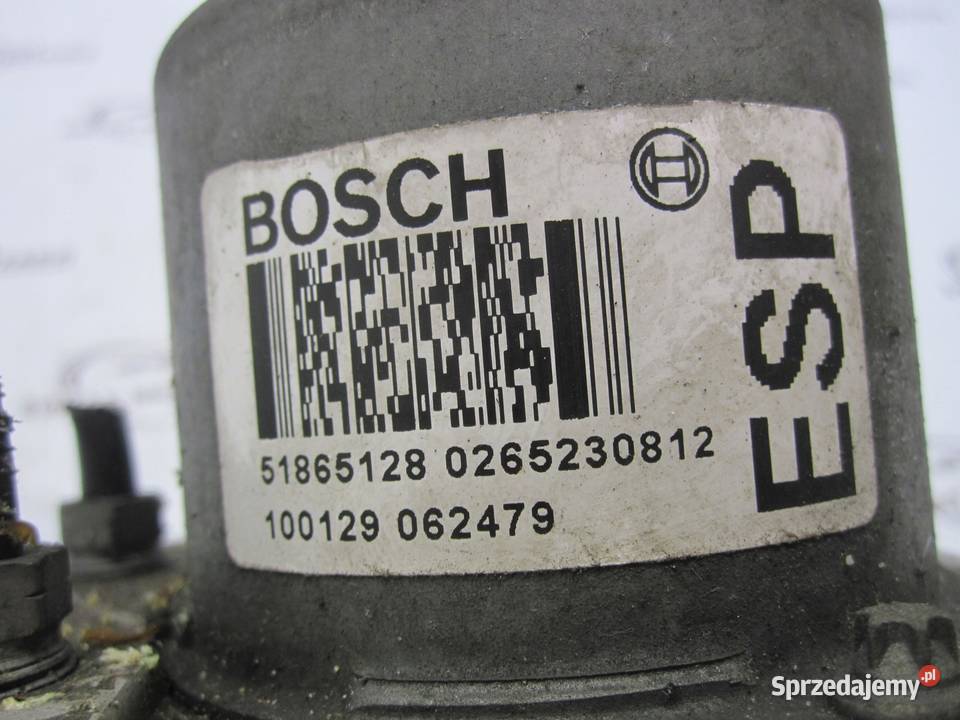 BOSCH
ESP
51865128 0265230812
100129 062479
Sprzedajemy.pl